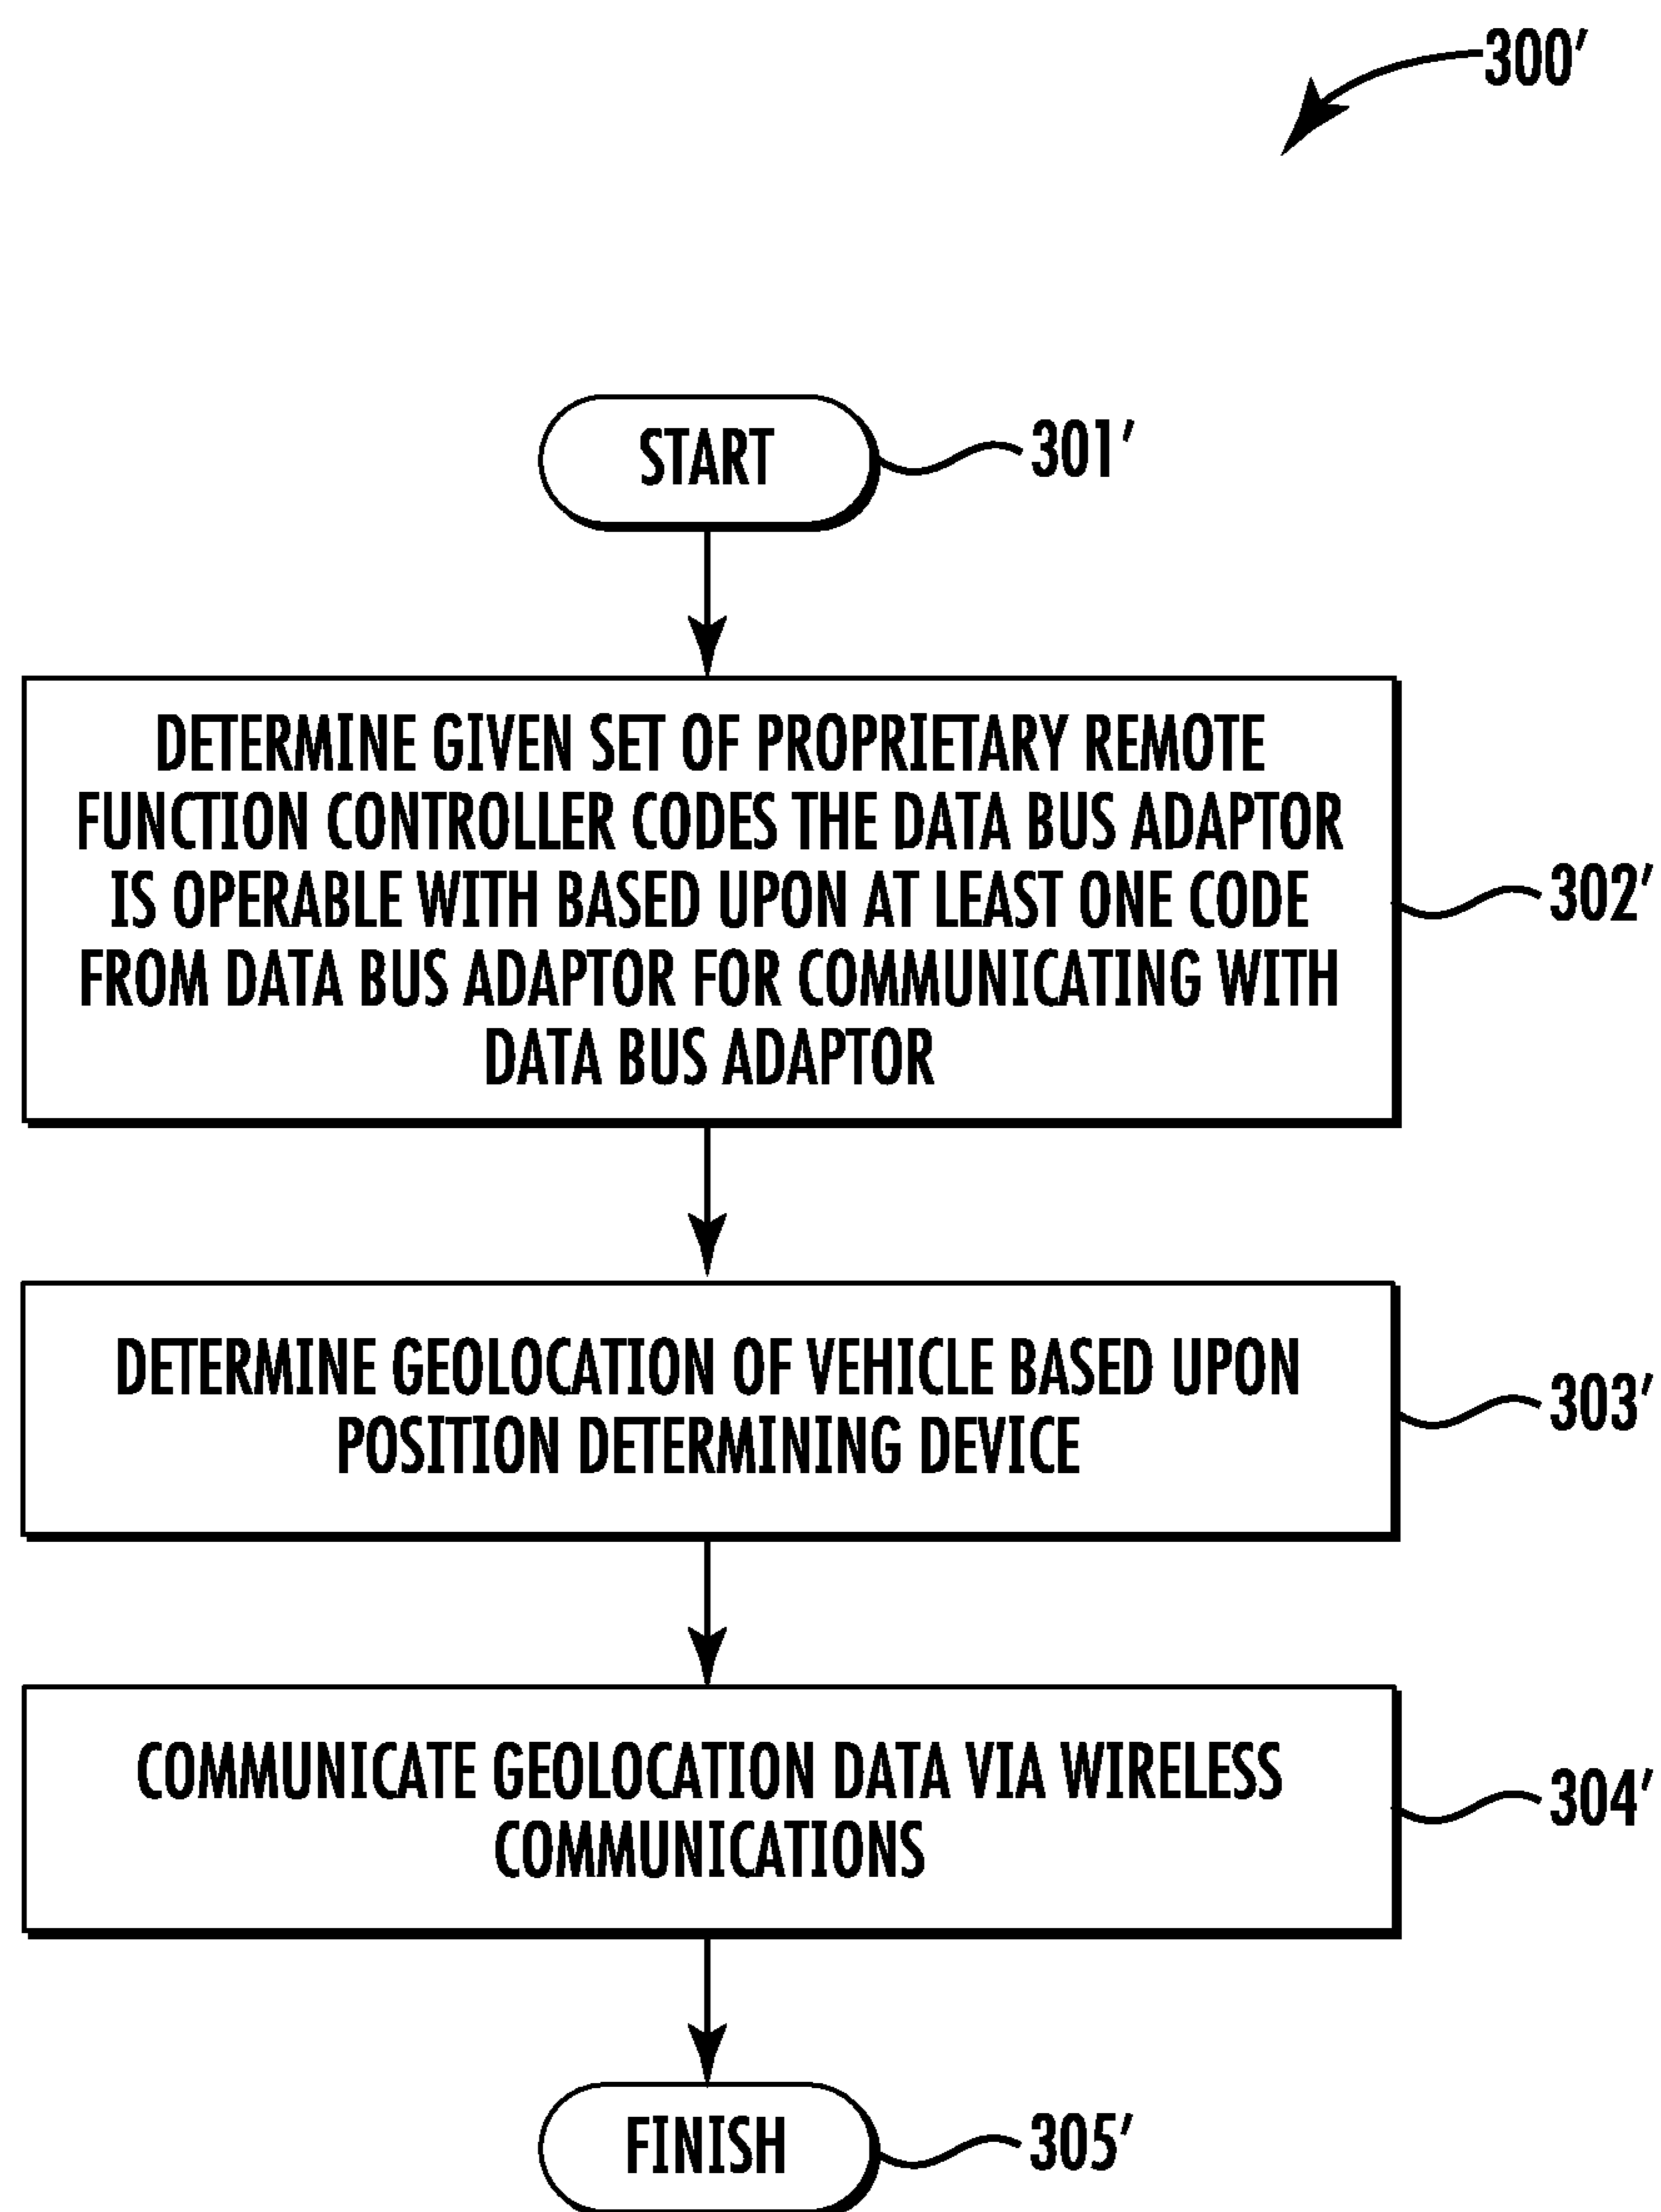 300'
START
301'
DETERMINE GIVEN SET OF PROPRIETARY REMOTE
FUNCTION CONTROLLER CODES THE DATA BUS ADAPTOR
IS OPERABLE WITH BASED UPON AT LEAST ONE CODE
FROM DATA BUS ADAPTOR FOR COMMUNICATING WITH
DATA BUS ADAPTOR
302'
DETERMINE GEOLOCATION OF VEHICLE BASED UPON
POSITION DETERMINING DEVICE
303'
COMMUNICATE GEOLOCATION DATA VIA WIRELESS
COMMUNICATIONS
304'
FINISH
305'